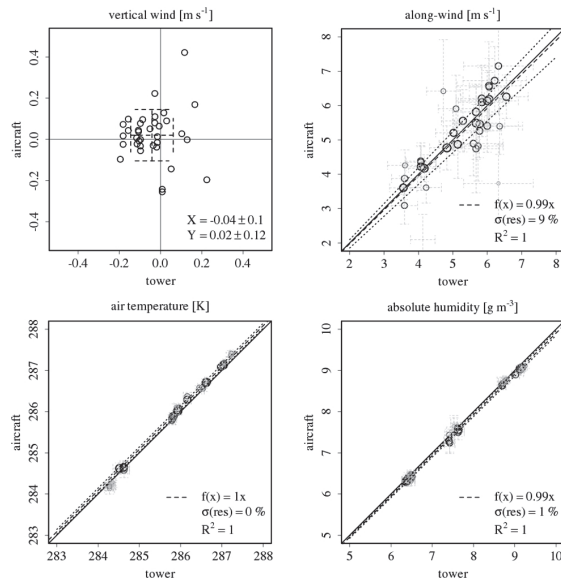 vertical wind [m s⁻¹]
aircraft
0.4
0.2
0.0
-0.2
-0.4
X = -0.04 ± 0.1
Y = 0.02 ± 0.12
-0.4 -0.2 0.0 0.2 0.4
tower
along-wind [m s⁻¹]
aircraft
8
7
6
5
4
3
2
f(x) = 0.99x
σ(res) = 9 %
R² = 1
2 3 4 5 6 7 8
tower
air temperature [K]
aircraft
288
287
286
285
284
283
f(x) = 1x
σ(res) = 0 %
R² = 1
283 284 285 286 287 288
tower
absolute humidity [g m⁻³]
aircraft
10
9
8
7
6
5
f(x) = 0.99x
σ(res) = 1 %
R² = 1
5 6 7 8 9 10
tower